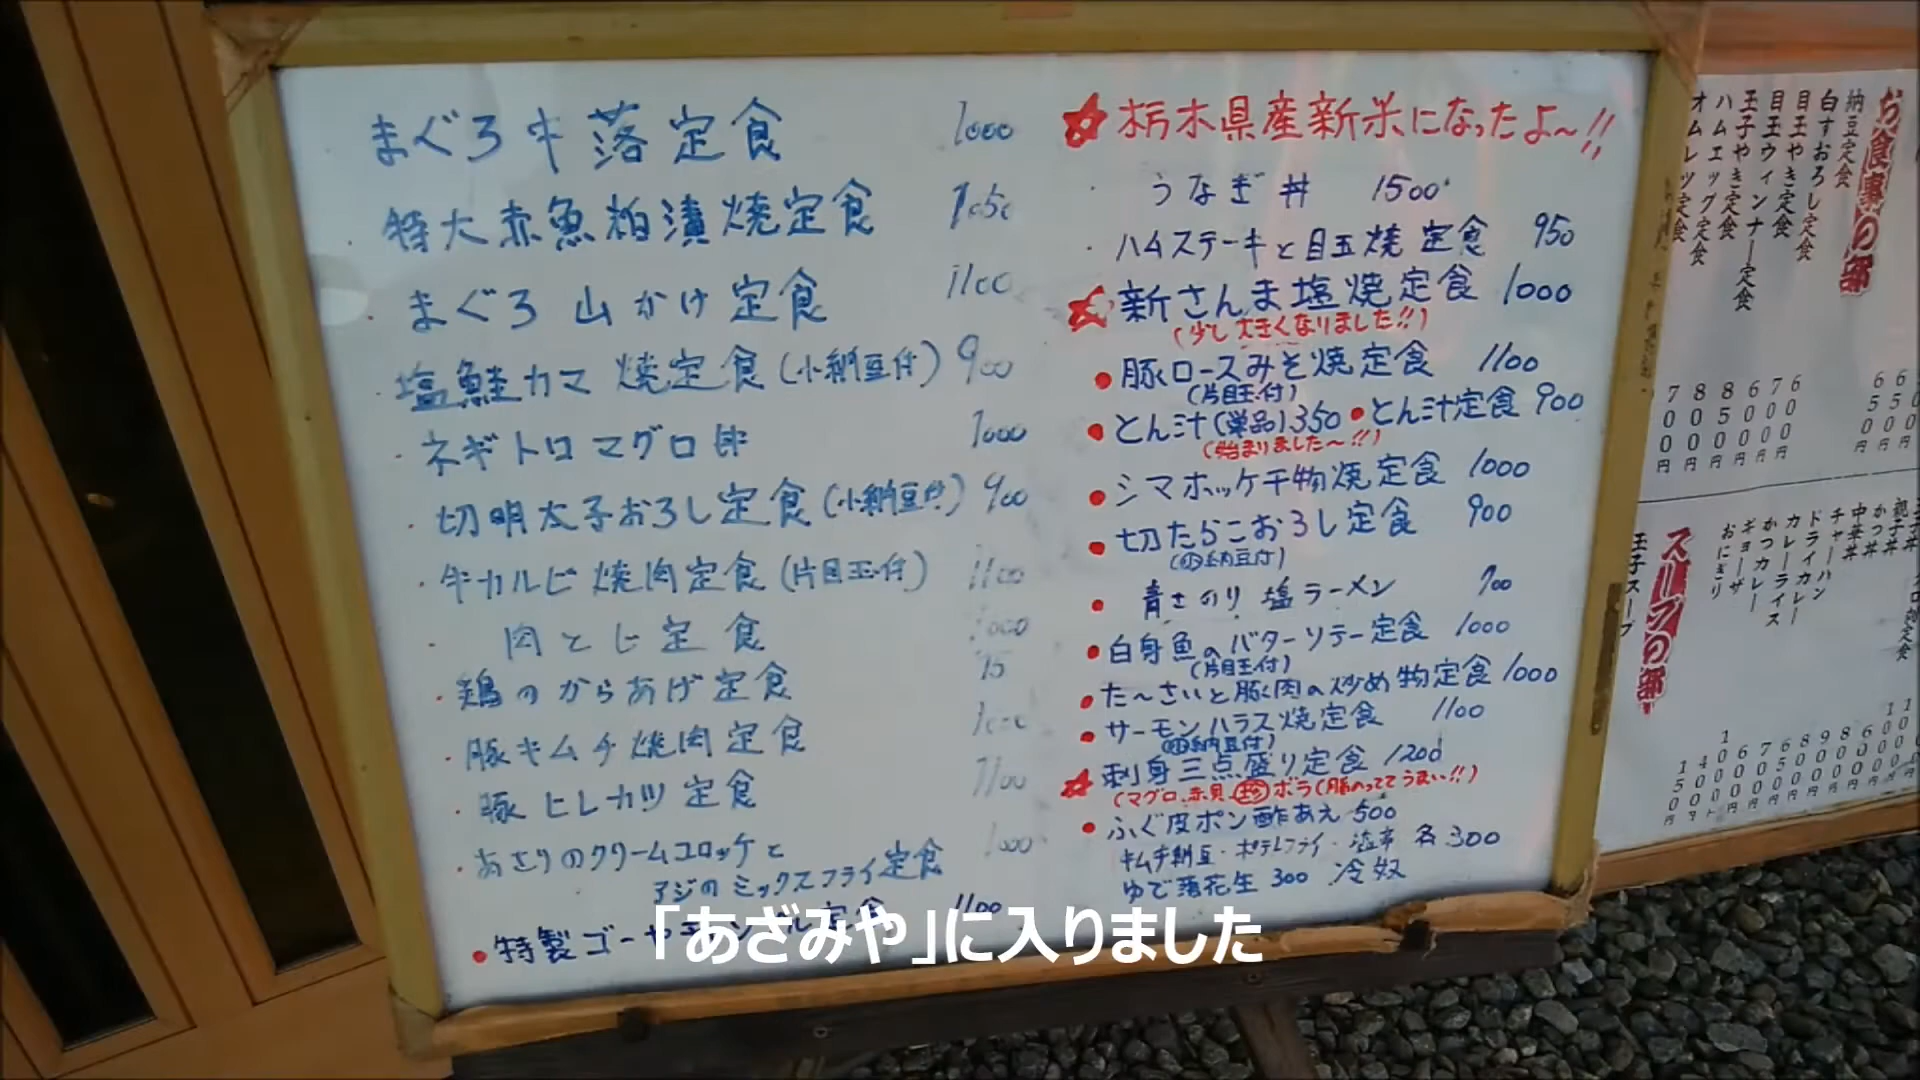 まぐろ中落定食 1000
特大赤魚粕漬焼定食 1050
まぐろ山かけ定食 1100
塩鮭カマ焼定食(小納豆付) 900
ネギトロマグロ丼 1000
切明太子おろし定食(小納豆付) 900
牛カルビ焼肉定食(片目玉付) 1100
肉とじ定食 1000
鶏のからあげ定食
豚キムチ焼肉定食 1000
豚ヒレカツ定食 1100
あさりのクリームコロッケと
アジのミックスフライ定食 1000
特製ゴーヤ 定食 1100
栃木県産新米になったよ〜!!
うなぎ丼 1500
ハムステーキと目玉焼定食 950
新さんま塩焼定食 1000
(少し大きくなりました!!)
豚ロースみそ焼定食 1100
(片目玉付)
とん汁(単品)350 とん汁定食 900
(始まりました〜!!)
シマホッケ干物焼定食 1000
切たらこおろし定食 900
(小納豆付)
青さのり塩ラーメン 700
白身魚のバターソテー定食 1000
(片目玉付)
た〜さいと豚肉の炒め物定食 1000
サーモンハラス焼定食 1100
(小納豆付)
刺身三点盛り定食 1200
(マグロ、赤貝、珍ボラ(脂のっててうまい!!)
ふぐ皮ポン酢あえ 500
キムチ納豆・ポテトフライ・ 各300
ゆで落花生 300 冷奴
お食事の部
納豆定食
白すおろし定食
目玉やき定食
目玉ウィンナー定食
玉子やき定食
ハムエッグ定食
オムレツ定食
スープの部
玉子スープ
親子丼
かつ丼
中華丼
チャーハン
ドライカレー
カレーライス
かつカレー
ギョーザ
おにぎり
「あざみや」に入りました